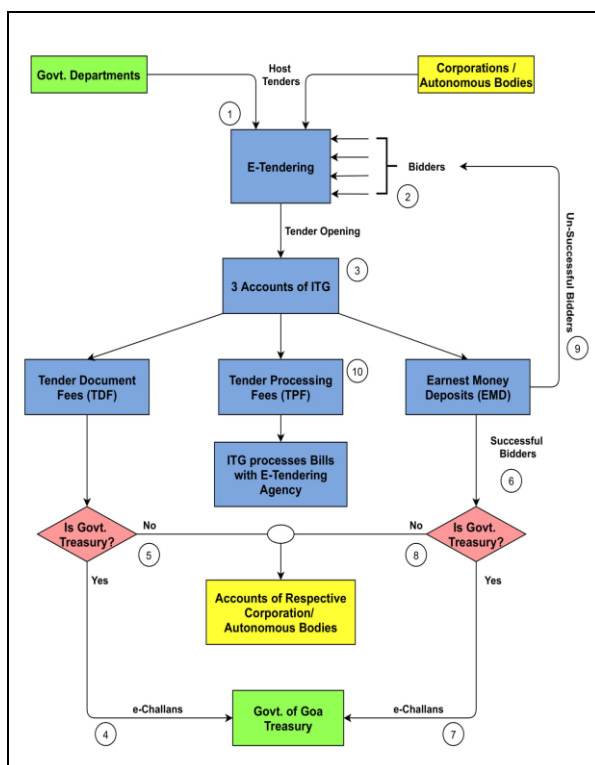 Govt. Departments
Host
Tenders
Corporations /
Autonomous Bodies
1
E-Tendering
Bidders
2
Tender Opening
Un-Successful Bidders
3 Accounts of ITG
3
9
Tender Document
Fees (TDF)
Tender Processing
Fees (TPF)
10
Earnest Money
Deposits (EMD)
ITG processes Bills
with E-Tendering
Agency
Successful
Bidders
6
Is Govt.
Treasury?
No
5
No
8
Is Govt.
Treasury?
Yes
Yes
Accounts of Respective
Corporation/
Autonomous Bodies
e-Challans
4
Govt. of Goa
Treasury
e-Challans
7